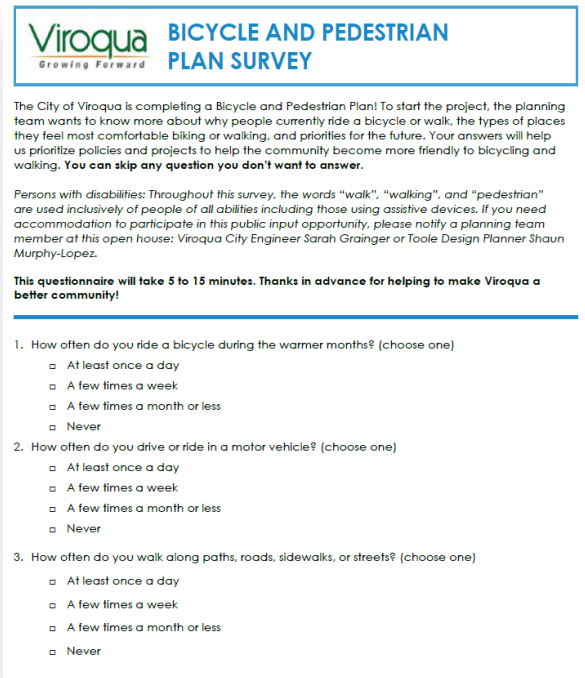 Viroqua
Growing Forward
BICYCLE AND PEDESTRIAN
PLAN SURVEY
The City of Viroqua is completing a Bicycle and Pedestrian Plan! To start the project, the planning
team wants to know more about why people currently ride a bicycle or walk, the types of places
they feel most comfortable biking or walking, and priorities for the future. Your answers will help
us prioritize policies and projects to help the community become more friendly to bicycling and
walking. You can skip any question you don't want to answer.
Persons with disabilities: Throughout this survey, the words “walk”, “walking”, and “pedestrian”
are used inclusively of people of all abilities including those using assistive devices. If you need
accommodation to participate in this public input opportunity, please notify a planning team
member at this open house: Viroqua City Engineer Sarah Grainger or Toole Design Planner Shaun
Murphy-Lopez.
This questionnaire will take 5 to 15 minutes. Thanks in advance for helping to make Viroqua a
better community!
1. How often do you ride a bicycle during the warmer months? (choose one)
At least once a day
A few times a week
A few times a month or less
Never
2. How often do you drive or ride in a motor vehicle? (choose one)
At least once a day
A few times a week
A few times a month or less
Never
3. How often do you walk along paths, roads, sidewalks, or streets? (choose one)
At least once a day
A few times a week
A few times a month or less
Never